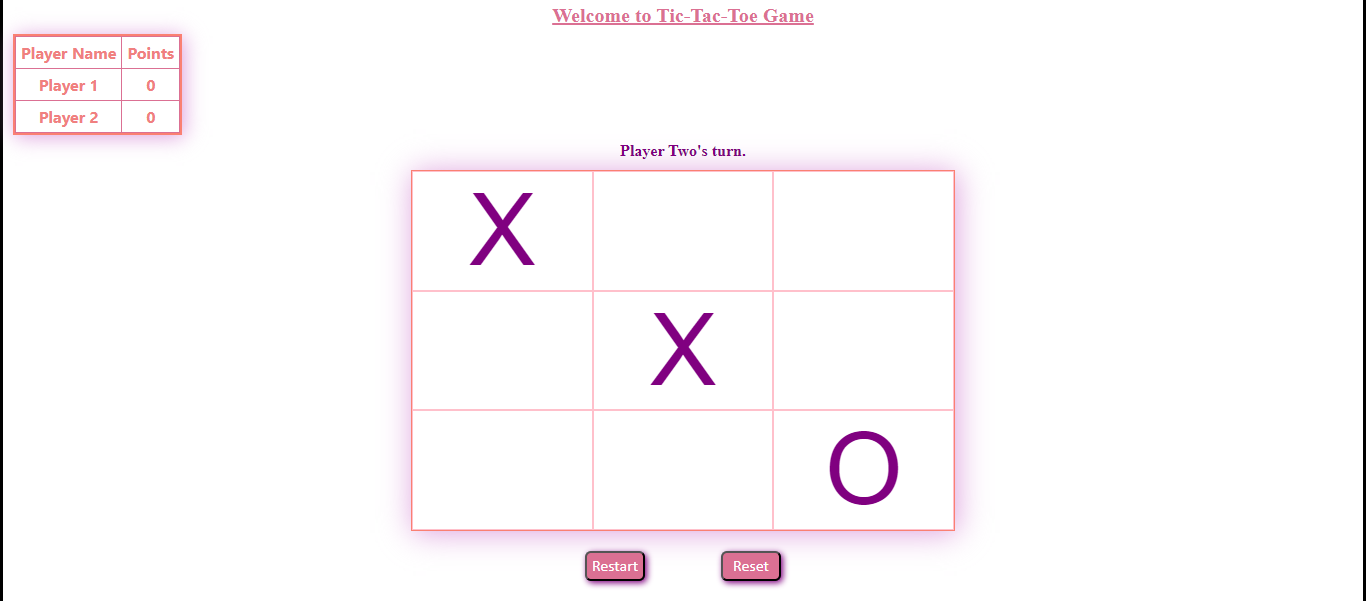 Welcome to Tic-Tac-Toe Game
Player Name Points
Player 1 0
Player 2 0
Player Two's turn.
X
X
O
Restart Reset